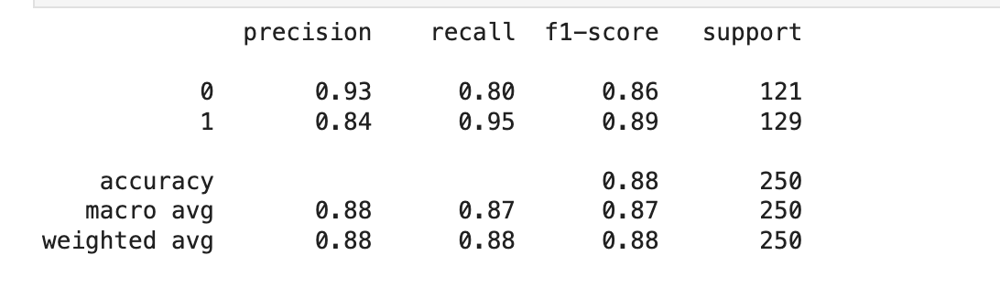 precision recall f1-score support
0 0.93 0.80 0.86 121
1 0.84 0.95 0.89 129
accuracy 0.88 250
macro avg 0.88 0.87 0.87 250
weighted avg 0.88 0.88 0.88 250